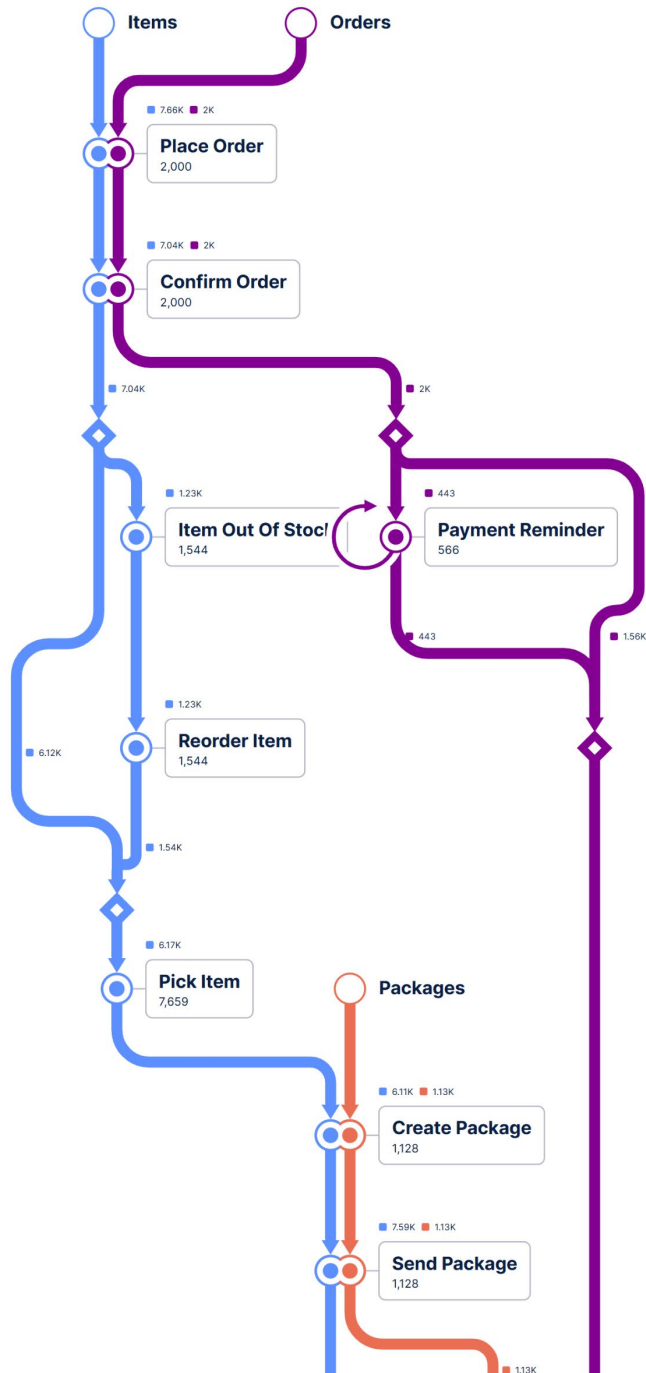 Items
Orders
7.66K 2K
Place Order
2,000
7.04K 2K
Confirm Order
2,000
7.04K
2K
1.23K
Item Out Of Stock
1,544
443
Payment Reminder
566
443
1.56K
1.23K
Reorder Item
1,544
6.12K
1.54K
6.17K
Pick Item
7,659
Packages
6.11K 1.13K
Create Package
1,128
7.59K 1.13K
Send Package
1,128
1.13K